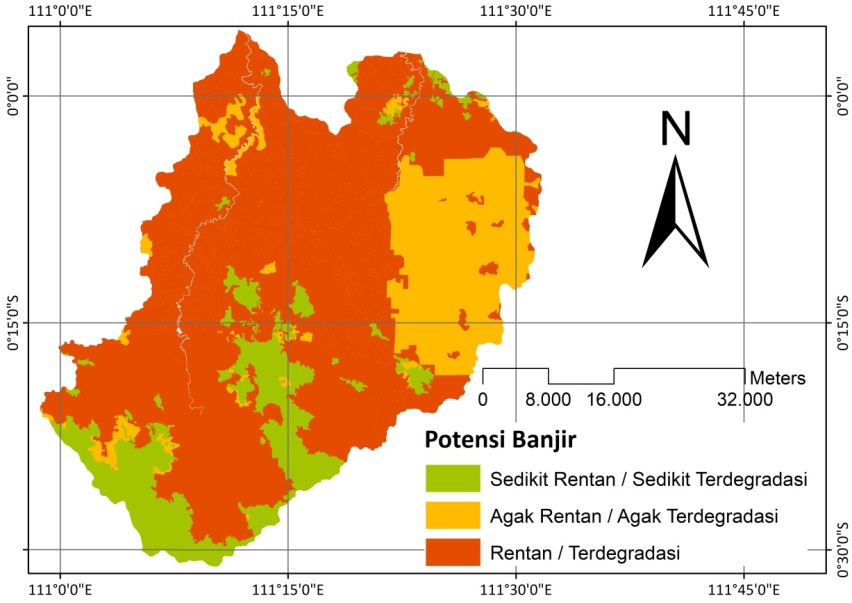 111°0'0"E 111°15'0"E 111°30'0"E 111°45'0"E
0°0'0" 0°0'0"
N
0°15'0"S 0°15'0"S
Meters
0 8.000 16.000 32.000
Potensi Banjir
Sedikit Rentan / Sedikit Terdegradasi
Agak Rentan / Agak Terdegradasi
Rentan / Terdegradasi
0°30'0"S
111°0'0"E 111°15'0"E 111°30'0"E 111°45'0"E